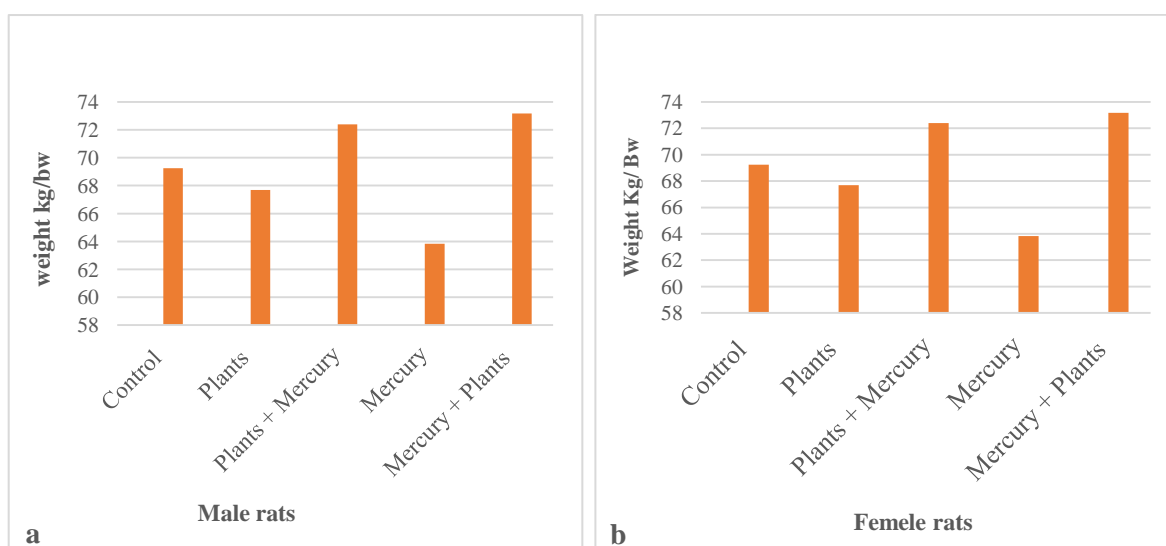 weight kg/bw
74
72
70
68
66
64
62
60
58
Control
Plants
Plants + Mercury
Mercury
Mercury + Plants
Male rats
a
Weight Kg/ Bw
74
72
70
68
66
64
62
60
58
Control
Plants
Plants + Mercury
Mercury
Mercury + Plants
Femele rats
b